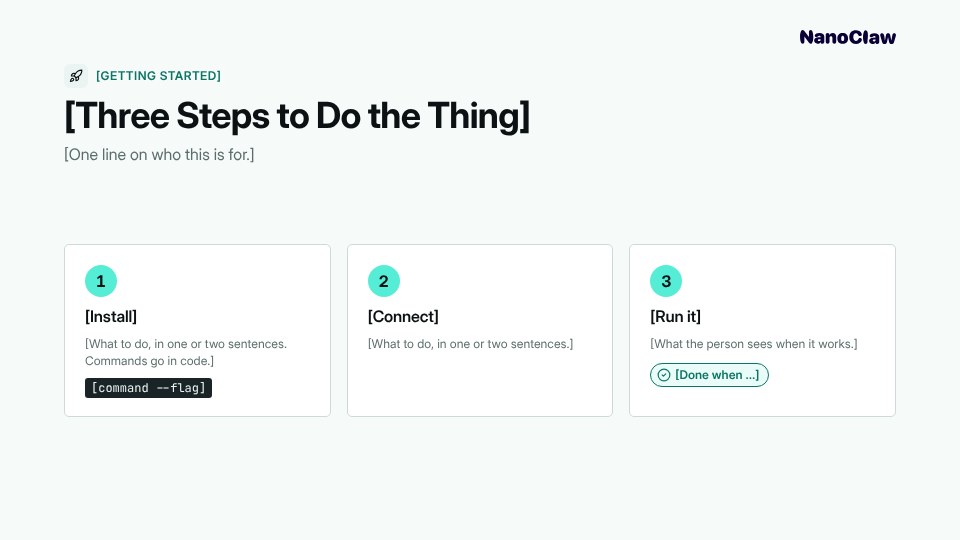 NanoClaw
[GETTING STARTED]
[Three Steps to Do the Thing]
[One line on who this is for.]
1
[Install]
[What to do, in one or two sentences.
Commands go in code.]
[command --flag]
2
[Connect]
[What to do, in one or two sentences.]
3
[Run it]
[What the person sees when it works.]
[Done when ...]